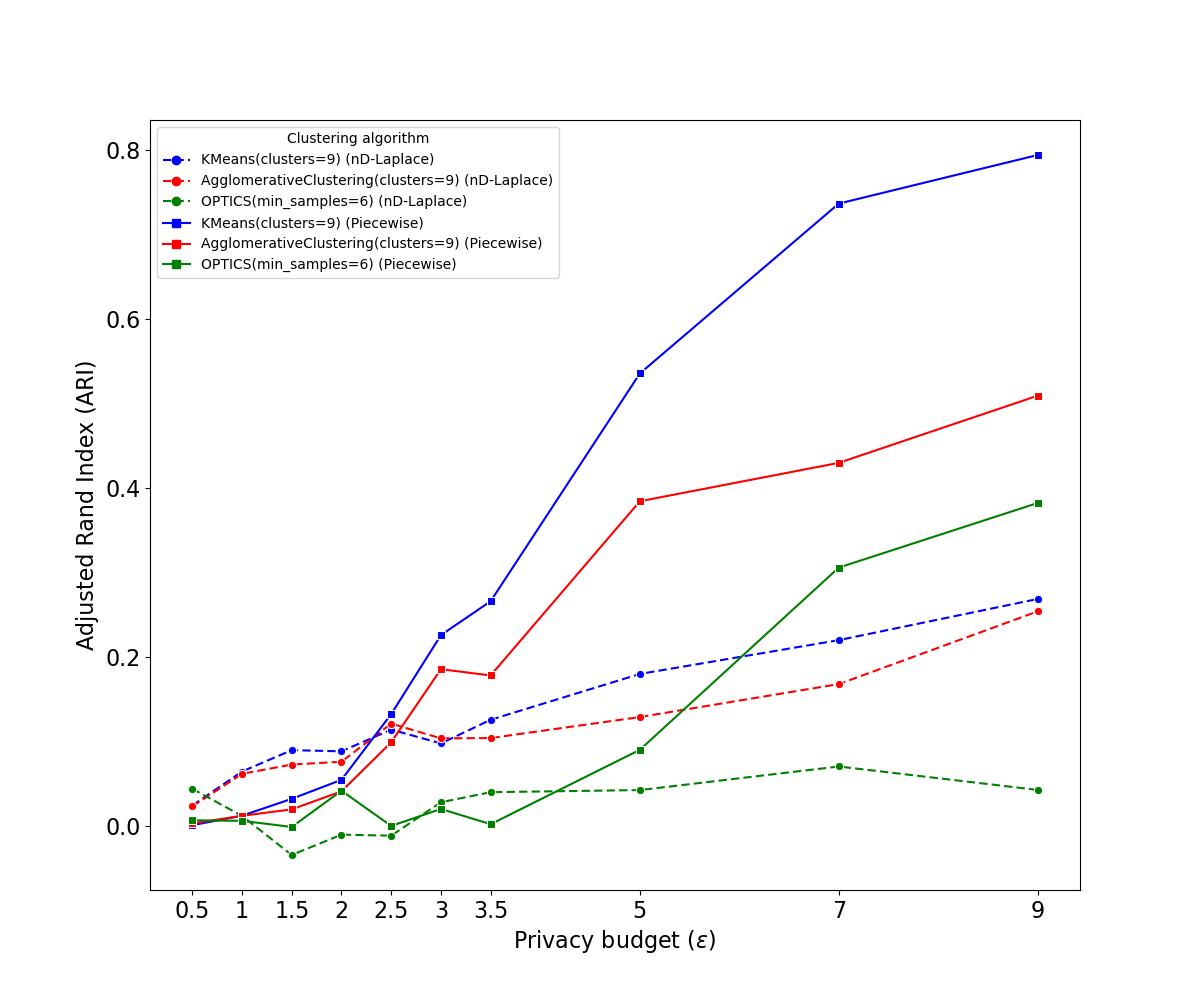 Clustering algorithm
KMeans(clusters=9) (nD-Laplace)
AgglomerativeClustering(clusters=9) (nD-Laplace)
OPTICS(min_samples=6) (nD-Laplace)
KMeans(clusters=9) (Piecewise)
AgglomerativeClustering(clusters=9) (Piecewise)
OPTICS(min_samples=6) (Piecewise)
Adjusted Rand Index (ARI)
0.8
0.6
0.4
0.2
0.0
0.5 1 1.5 2 2.5 3 3.5 5 7 9
Privacy budget (ε)